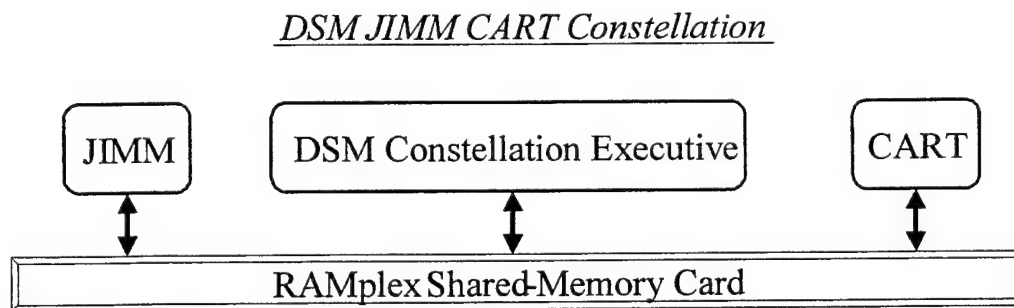 DSM JIMM CART Constellation
JIMM
DSM Constellation Executive
CART
RAMplex Shared-Memory Card